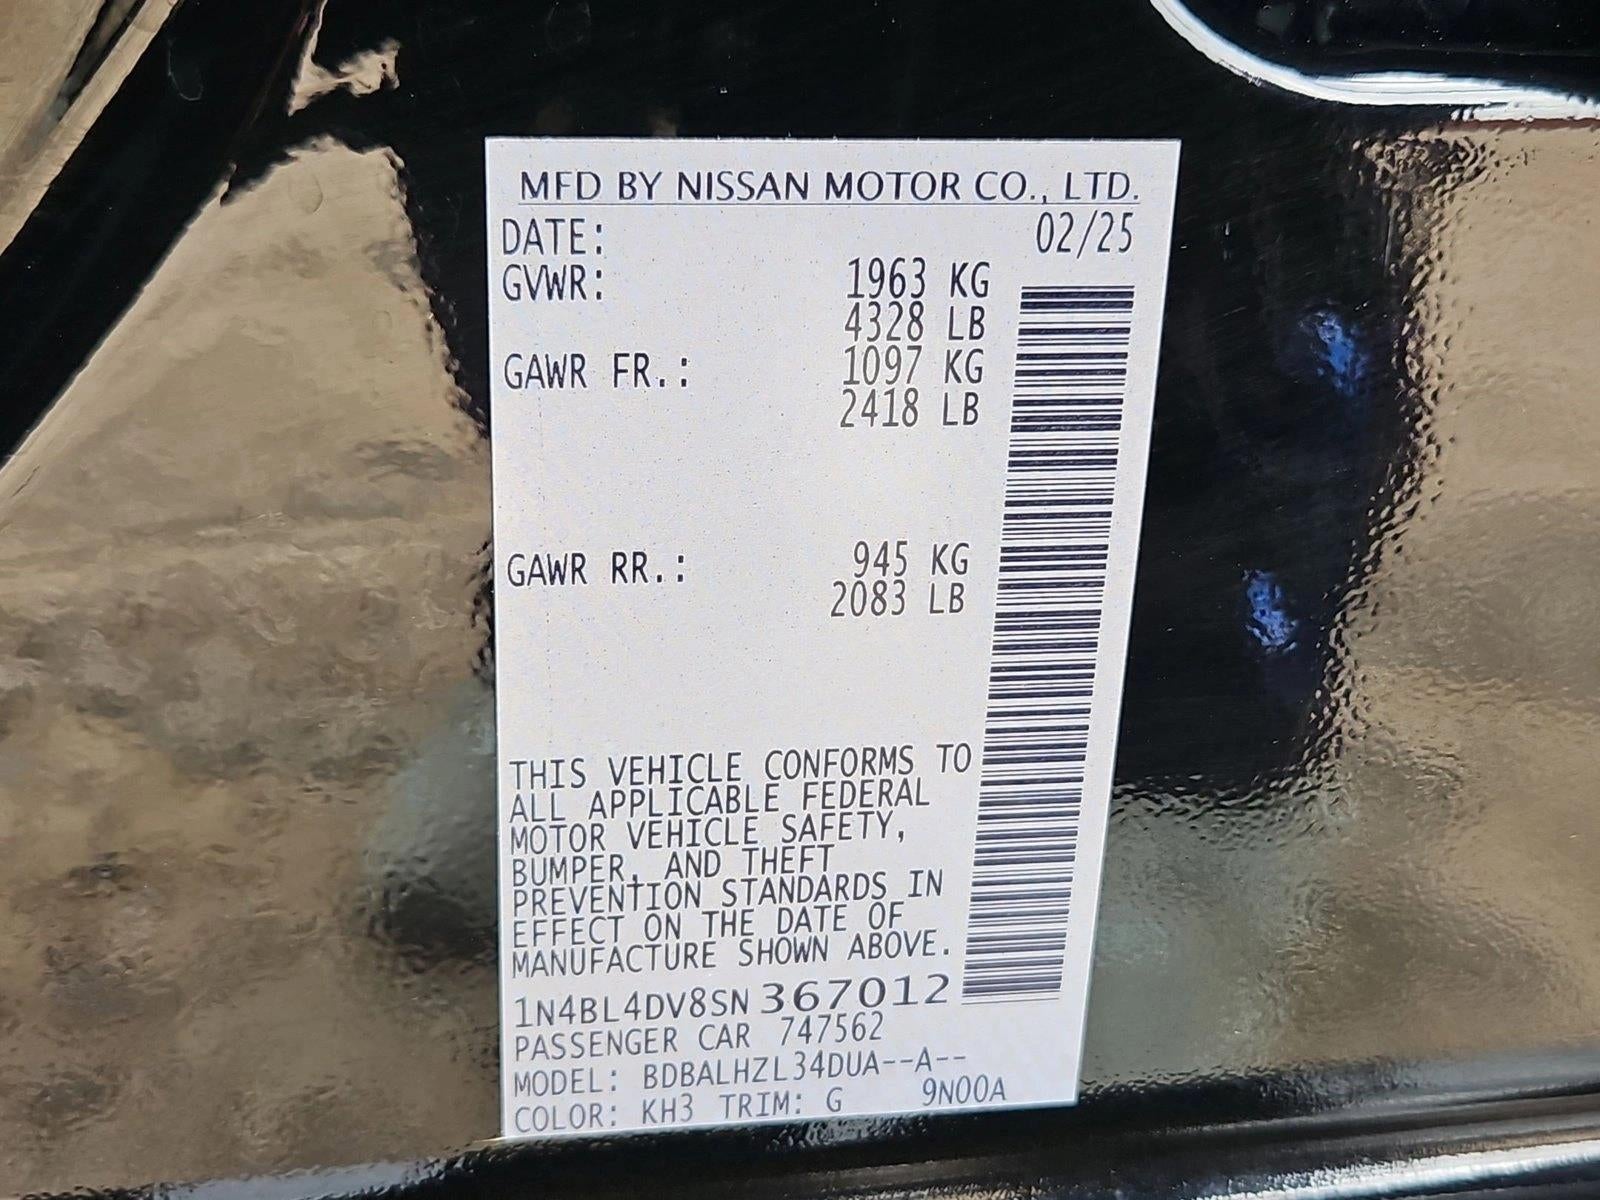 MFD BY NISSAN MOTOR CO., LTD.
DATE: 02/25
GVWR: 1963 KG
4328 LB
GAWR FR.: 1097 KG
2418 LB
GAWR RR.: 945 KG
2083 LB
THIS VEHICLE CONFORMS TO
ALL APPLICABLE FEDERAL
MOTOR VEHICLE SAFETY,
BUMPER, AND THEFT
PREVENTION STANDARDS IN
EFFECT ON THE DATE OF
MANUFACTURE SHOWN ABOVE.
1N4BL4DV8SN367012
PASSENGER CAR 747562
MODEL: BDBALHZL34DUA--A--
COLOR: KH3 TRIM: G 9N00A